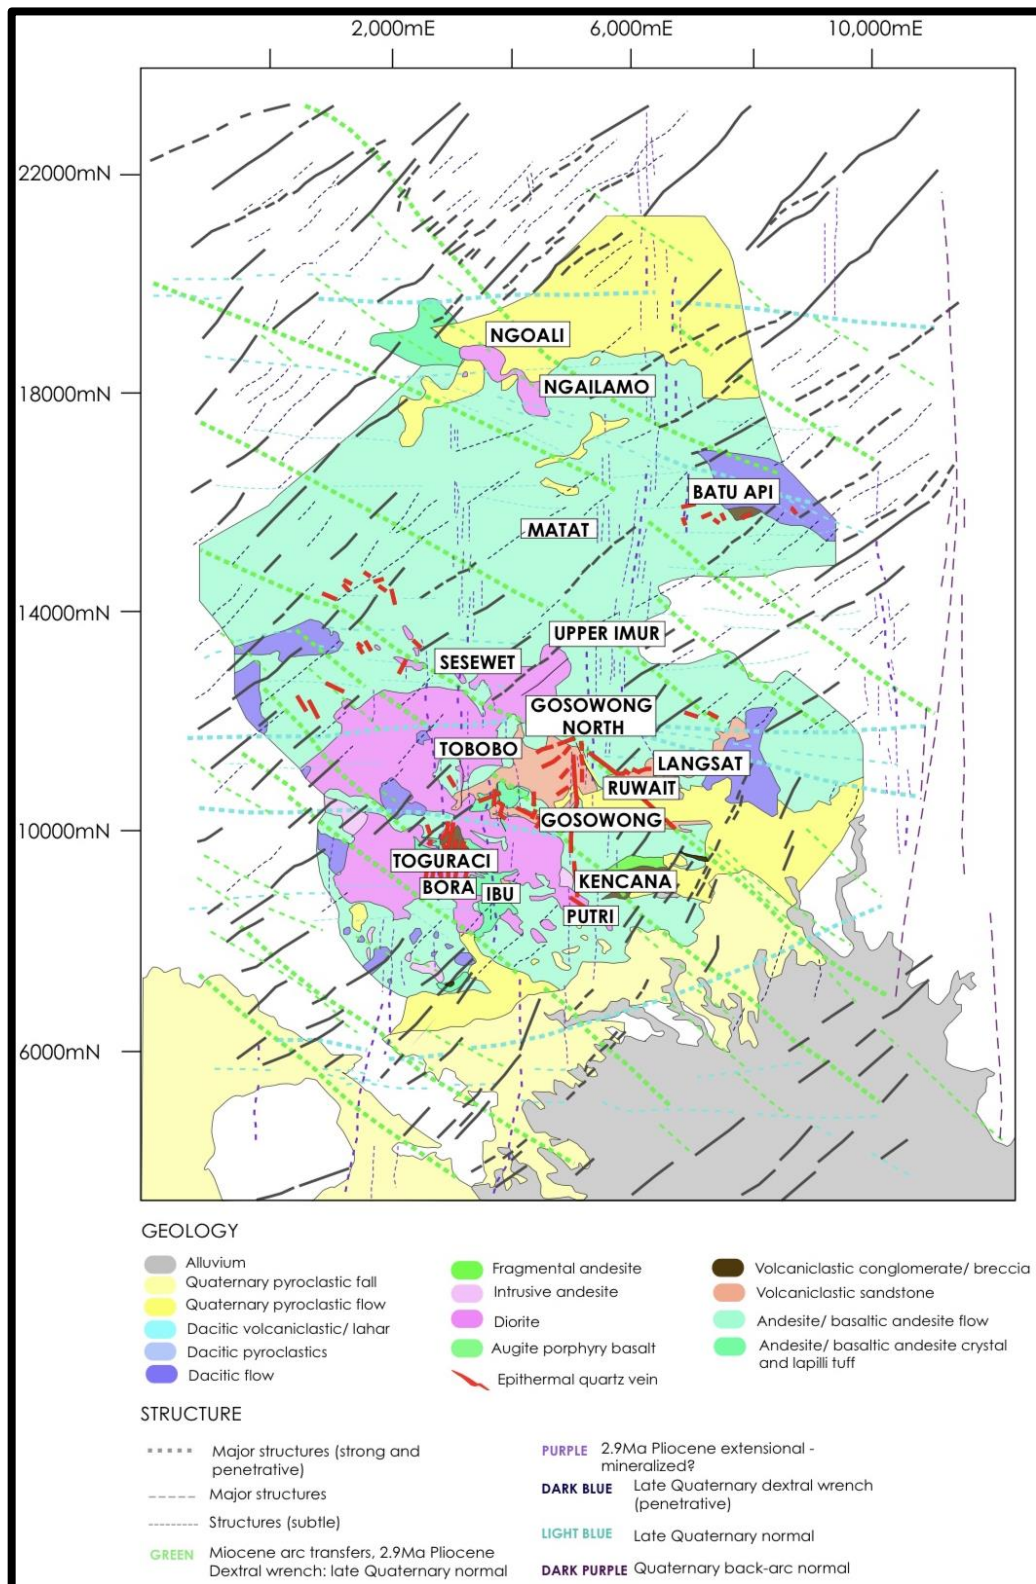 2,000mE
6,000mE
10,000mE
22000mN
18000mN
14000mN
10000mN
6000mN
NGOALI
NGAILAMO
BATU API
MATAT
UPPER IMUR
SESEWET
GOSOWONG
NORTH
TOBOBO
LANGSAT
RUWAIT
GOSOWONG
TOGURACI
KENCANA
BORA
IBU
PUTRI
GEOLOGY
Alluvium
Quaternary pyroclastic fall
Quaternary pyroclastic flow
Dacitic volcaniclastic/ lahar
Dacitic pyroclastics
Dacitic flow
Fragmental andesite
Intrusive andesite
Diorite
Augite porphyry basalt
Epithermal quartz vein
Volcaniclastic conglomerate/ breccia
Volcaniclastic sandstone
Andesite/ basaltic andesite flow
Andesite/ basaltic andesite crystal
and lapilli tuff
STRUCTURE
Major structures (strong and
penetrative)
Major structures
Structures (subtle)
GREEN Miocene arc transfers, 2.9Ma Pliocene
Dextral wrench: late Quaternary normal
PURPLE 2.9Ma Pliocene extensional -
mineralized?
DARK BLUE Late Quaternary dextral wrench
(penetrative)
LIGHT BLUE Late Quaternary normal
DARK PURPLE Quaternary back-arc normal